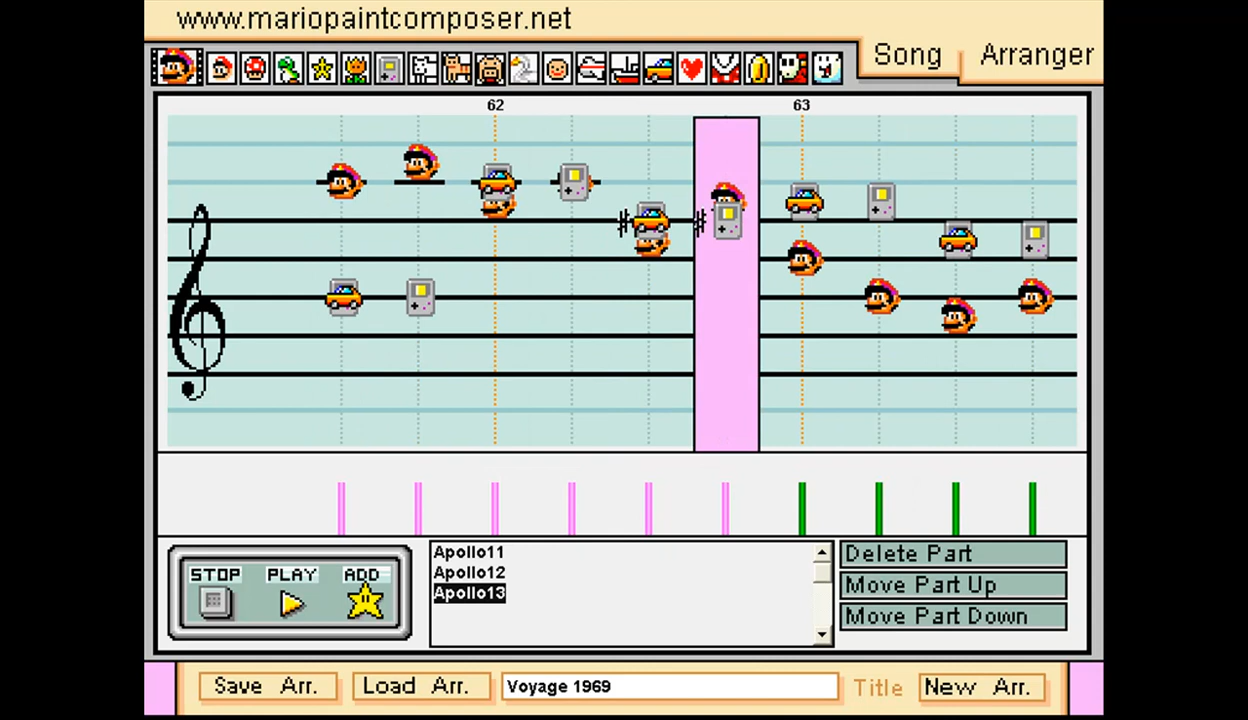 www.mariopaintcomposer.net
Song
Arranger
62
63
STOP
PLAY
ADD
Apollo11
Apollo12
Apollo13
Delete Part
Move Part Up
Move Part Down
Save Arr.
Load Arr.
Voyage 1969
Title
New Arr.